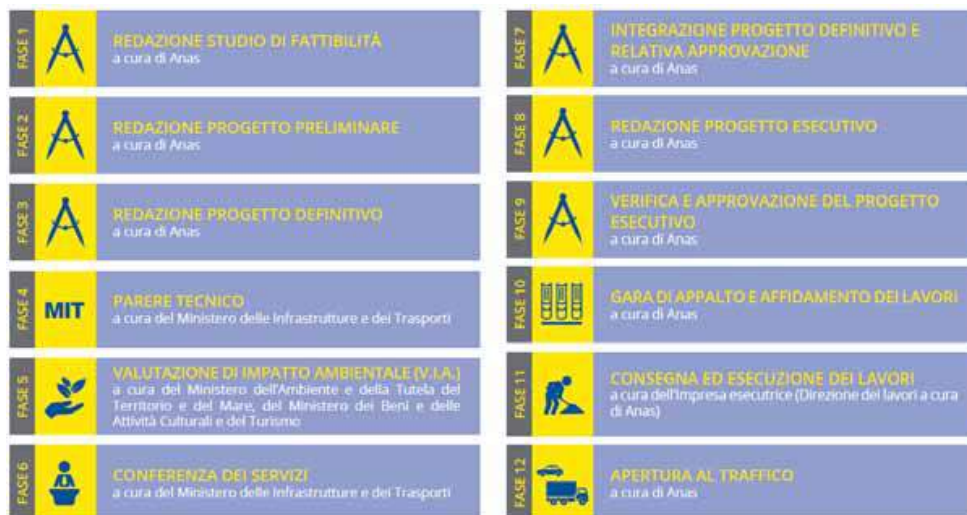 FASE 1
REDAZIONE STUDIO DI FATTIBILITÀ
a cura di Anas
FASE 2
REDAZIONE PROGETTO PRELIMINARE
a cura di Anas
FASE 3
REDAZIONE PROGETTO DEFINITIVO
a cura di Anas
FASE 4
MIT
PARERE TECNICO
a cura del Ministero delle Infrastrutture e dei Trasporti
FASE 5
VALUTAZIONE DI IMPATTO AMBIENTALE (V.I.A.)
a cura del Ministero dell'Ambiente e della Tutela del
Territorio e del Mare, del Ministero dei Beni e delle
Attività Culturali e del Turismo
FASE 6
CONFERENZA DEI SERVIZI
a cura del Ministero delle Infrastrutture e dei Trasporti
FASE 7
INTEGRAZIONE PROGETTO DEFINITIVO E
RELATIVA APPROVAZIONE
a cura di Anas
FASE 8
REDAZIONE PROGETTO ESECUTIVO
a cura di Anas
FASE 9
VERIFICA E APPROVAZIONE DEL PROGETTO
ESECUTIVO
a cura di Anas
FASE 10
GARA DI APPALTO E AFFIDAMENTO DEI LAVORI
a cura di Anas
FASE 11
CONSEGNA ED ESECUZIONE DEI LAVORI
a cura dell'Impresa esecutrice (Direzione dei lavori a cura
di Anas)
FASE 12
APERTURA AL TRAFFICO
a cura di Anas